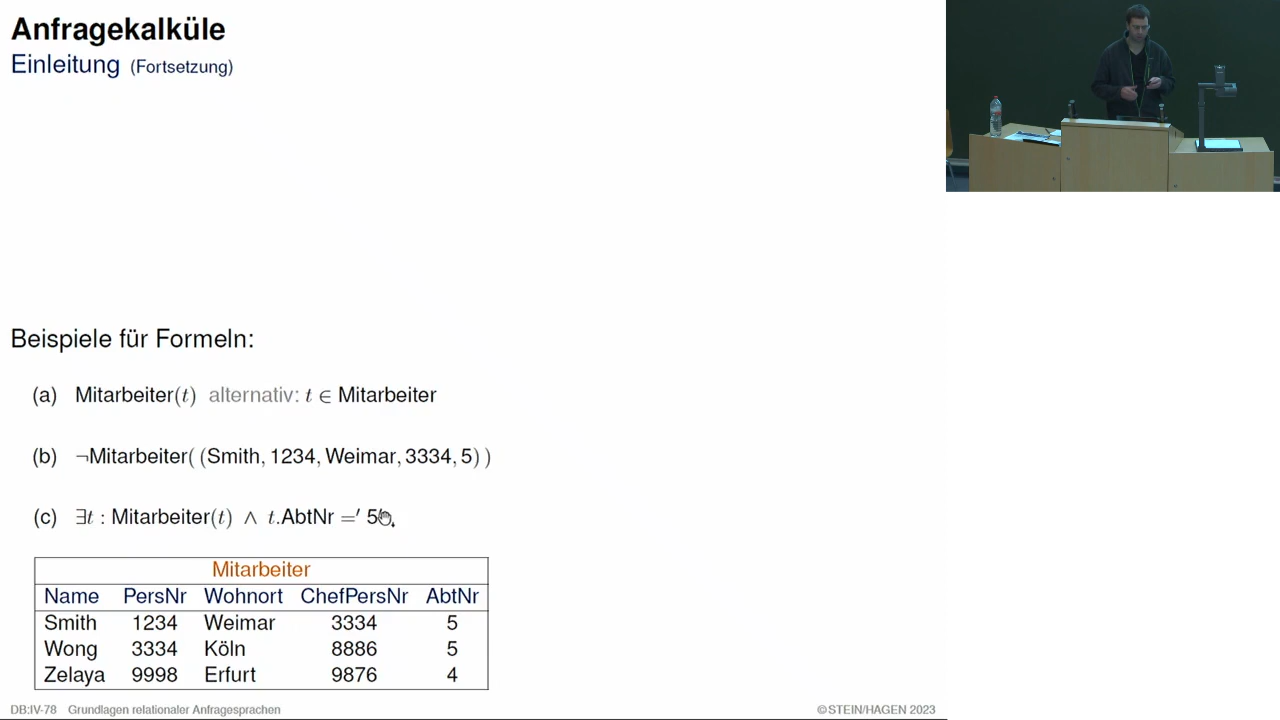 Anfragekalküle
Einleitung (Fortsetzung)
Beispiele für Formeln:
(a) Mitarbeiter(t) alternativ: t ∈ Mitarbeiter
(b) ¬Mitarbeiter( (Smith, 1234, Weimar, 3334, 5) )
(c) ∃t : Mitarbeiter(t) ∧ t.AbtNr =′ 5
Mitarbeiter
Name PersNr Wohnort ChefPersNr AbtNr
Smith 1234 Weimar 3334 5
Wong 3334 Köln 8886 5
Zelaya 9998 Erfurt 9876 4
DB:IV-78 Grundlagen relationaler Anfragesprachen ©STEIN/HAGEN 2023